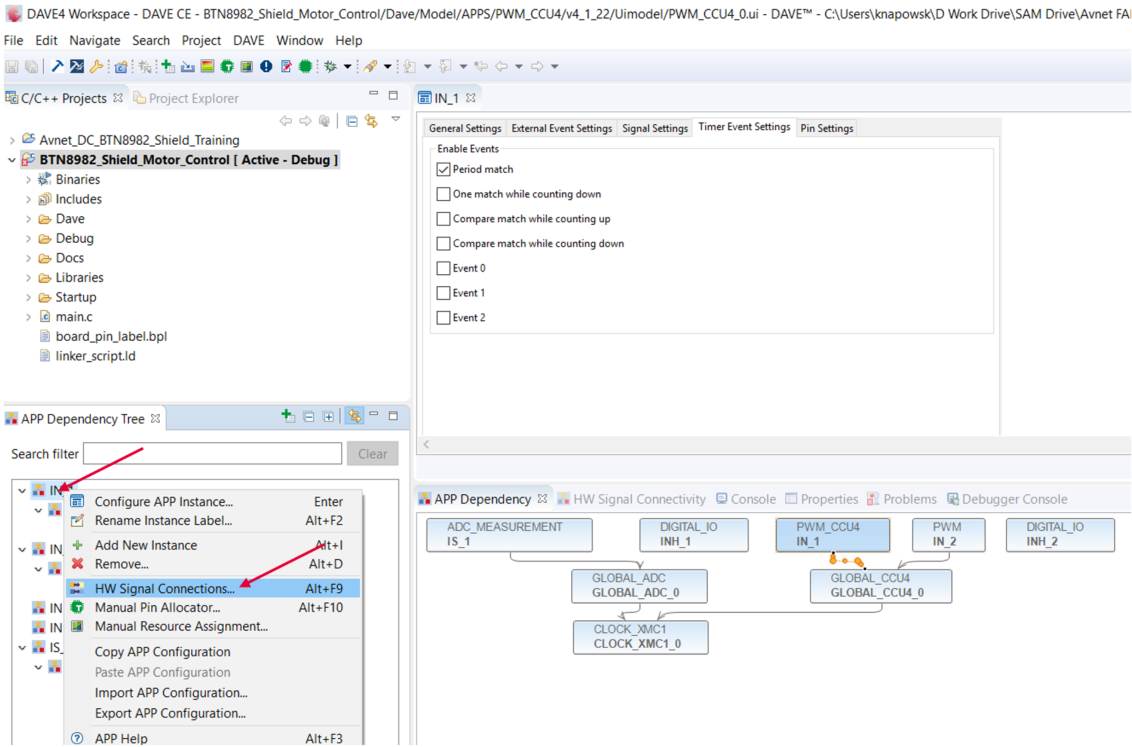 DAVE4 Workspace - DAVE CE - BTN8982_Shield_Motor_Control/Dave/Model/APPS/PWM_CCU4/v4_1_22/Uimodel/PWM_CCU4_0.ui - DAVE™ - C:\Users\knapowsk\D Work Drive\SAM Drive\Avnet FA
File Edit Navigate Search Project DAVE Window Help
C/C++ Projects Project Explorer
Avnet_DC_BTN8982_Shield_Training
BTN8982_Shield_Motor_Control [ Active - Debug ]
Binaries
Includes
Dave
Debug
Docs
Libraries
Startup
main.c
board_pin_label.bpl
linker_script.ld
IN_1
General Settings External Event Settings Signal Settings Timer Event Settings Pin Settings
Enable Events
Period match
One match while counting down
Compare match while counting up
Compare match while counting down
Event 0
Event 1
Event 2
APP Dependency Tree
Search filter Clear
IN
IN
IN
IN
IS_
Configure APP Instance... Enter
Rename Instance Label... Alt+F2
Add New Instance Alt+I
Remove... Alt+D
HW Signal Connections... Alt+F9
Manual Pin Allocator... Alt+F10
Manual Resource Assignment...
Copy APP Configuration
Paste APP Configuration
Import APP Configuration...
Export APP Configuration...
APP Help Alt+F3
APP Dependency HW Signal Connectivity Console Properties Problems Debugger Console
ADC_MEASUREMENT DIGITAL_IO PWM_CCU4 PWM DIGITAL_IO
IS_1 INH_1 IN_1 IN_2 INH_2
GLOBAL_ADC GLOBAL_CCU4
GLOBAL_ADC_0 GLOBAL_CCU4_0
CLOCK_XMC1
CLOCK_XMC1_0